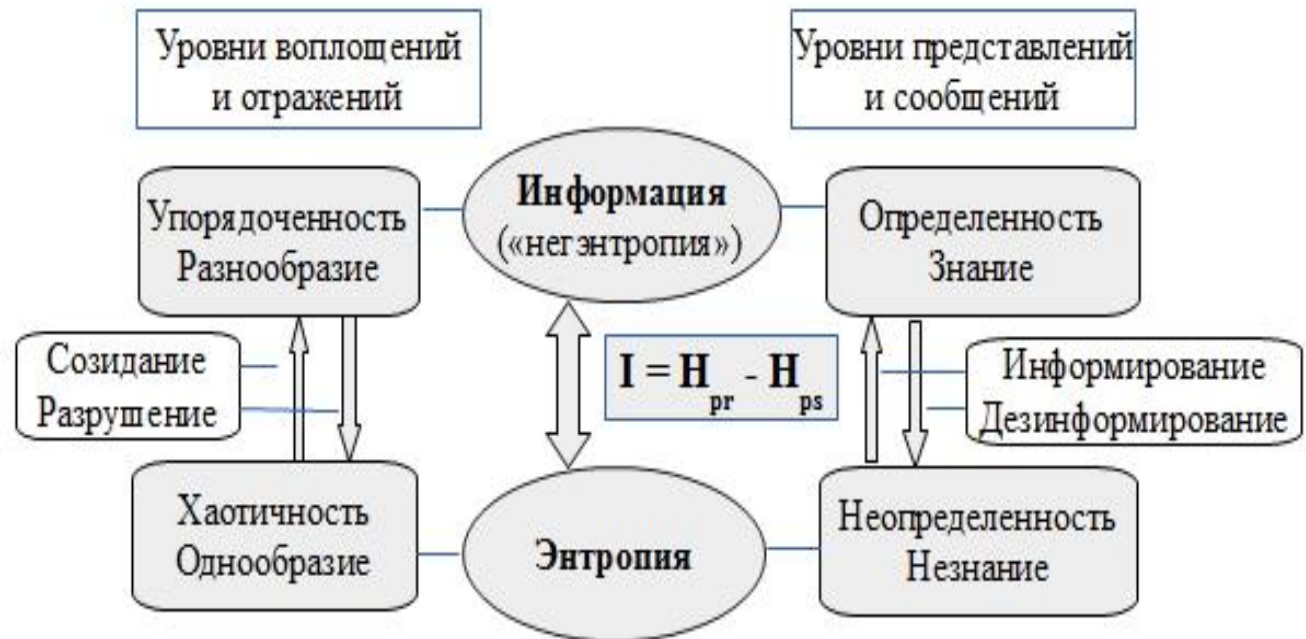 Уровни воплощений
и отражений
Уровни представлений
и сообщений
Упорядоченность
Разнообразие
Информация
(«негэнтропия»)
Определенность
Знание
Созидание
Разрушение
I = H pr - H ps
Информирование
Дезинформирование
Хаотичность
Однообразие
Энтропия
Неопределенность
Незнание